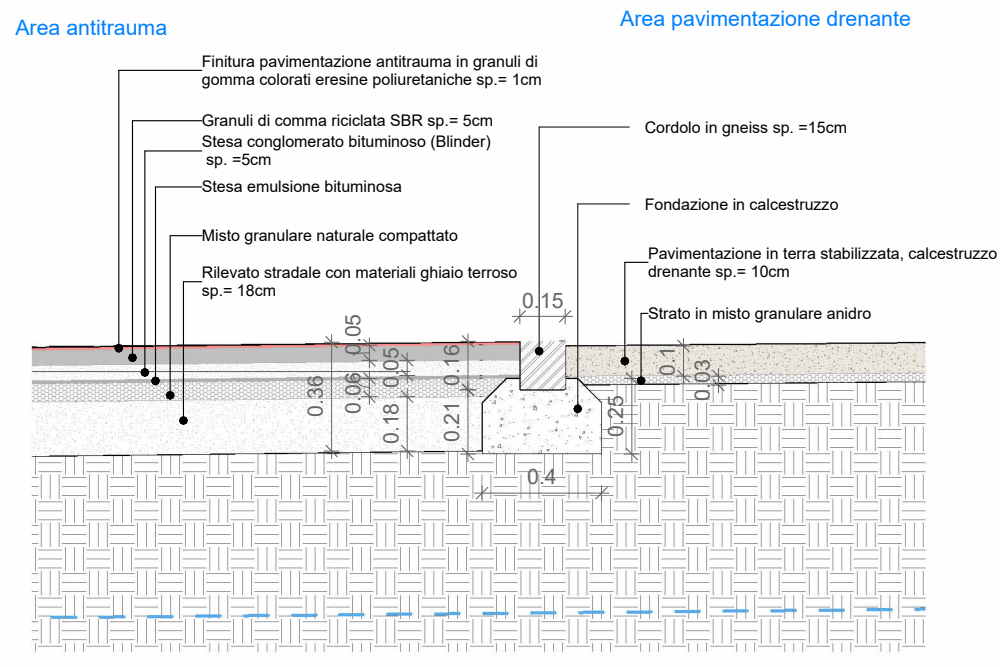 Area antitrauma
Area pavimentazione drenante
Finitura pavimentazione antitrauma in granuli di
gomma colorati eresine poliuretaniche sp.= 1cm
Granuli di comma riciclata SBR sp.= 5cm
Stesa conglomerato bituminoso (Blinder)
sp. =5cm
Stesa emulsione bituminosa
Misto granulare naturale compattato
Rilevato stradale con materiali ghiaio terroso
sp.= 18cm
Cordolo in gneiss sp. =15cm
Fondazione in calcestruzzo
Pavimentazione in terra stabilizzata, calcestruzzo
drenante sp.= 10cm
Strato in misto granulare anidro
0.15
0.05
0.05
0.16
0.36
0.06
0.18
0.21
0.1
0.03
0.25
0.4